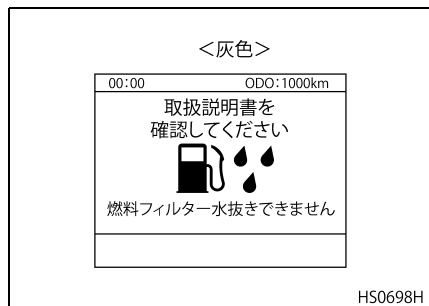 ＜灰色＞
00:00 ODO:1000km
取扱説明書を
確認してください
燃料フィルター水抜きできません
HS0698H